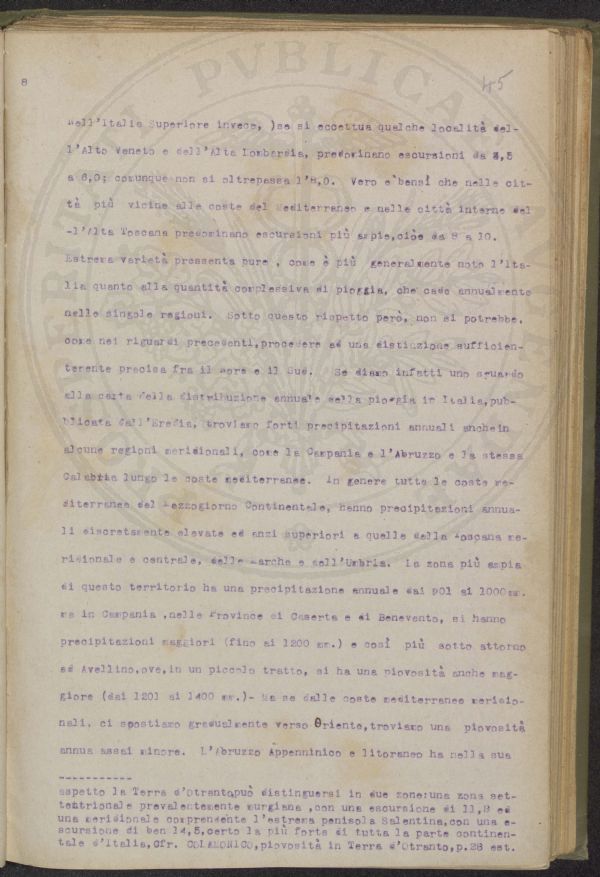 8
45
Nell'Italia Superiore invece, )se si eccettua qualche località del-
l'Alto Veneto e dell'Alta Lombardia, predominano escursioni da 3,5
a 6,0; comunque non si oltrepassa l'8,0. Vero e'bensì che nelle cit-
tà più vicine alle coste del Mediterraneo e nelle città interne del
-l'Alta Toscana predominano escursioni più ampie,cioè da 8 a 10.
Estrema varietà presenta pure , come è più generalmente noto l'Ita-
lia quanto alla quantità complessiva di pioggia, che cade annualmente
nelle singole regioni. Sotto questo rispetto però, non si potrebbe,
come nei riguardi precedenti,procedere ad una distinzione sufficien-
temente precisa fra il Nord e il Sud. Se diamo infatti uno sguardo
alla carta della distribuzione annuale della pioggia in Italia,pub-
blicata dall'Eredia, troviamo forti precipitazioni annuali anchein
alcune regioni meridionali, come la Campania e l'Abruzzo e la stessa
Calabria lungo le coste mediterranee. In genere tutte le coste me-
diterranee del Mezzogiorno Continentale, hanno precipitazioni annua-
li discretamente elevate ed anzi superiori a quelle della Toscana me-
ridionale e centrale, delle Marche e dell'Umbria. La zona più ampia
di questo territorio ha una precipitazione annuale dai 901 ai 1000mm.
ma in Campania ,nelle Province di Caserta e di Benevento, si hanno
precipitazioni maggiori (fino ai 1200 mm.) e così più sotto attorno
ad Avellino,ove,in un piccolo tratto, si ha una piovosità anche mag-
giore (dai 1201 ai 1400 mm.)- Ma se dalle coste mediterranee meridio-
nali, ci spostiamo gradualmente verso Oriente,troviamo una piovosità
annua assai minore. L'Abruzzo Appenninico e litoraneo ha nella sua
aspetto la Terra d'Otranto,può distinguersi in due zone:una zona set-
tentrionale prevalentemente murgiana ,con una escursione di 11,8 ed
una meridionale comprendente l'estrema penisola Salentina,con una e-
scursione di ben 14,5,certo la più forte di tutta la parte continen-
tale d'Italia,Cfr. COLAMONICO,piovosità in Terra d'Otranto,p.28 est.